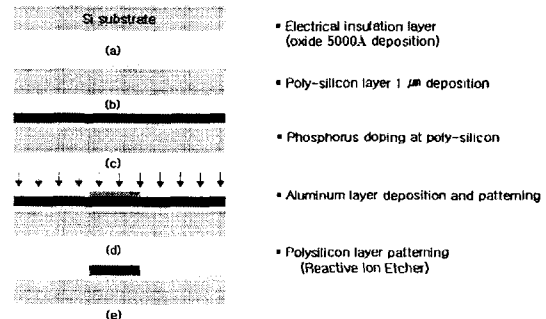 Si substrate
(a)
(b)
(c)
(d)
(e)
▪ Electrical insulation layer
(oxide 5000Å deposition)
▪ Poly-silicon layer 1 μm deposition
▪ Phosphorus doping at poly-silicon
▪ Aluminum layer deposition and patterning
▪ Polysilicon layer patterning
(Reactive Ion Etcher)